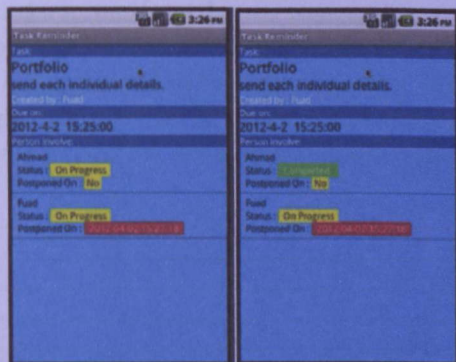 3:26 PM
Task Reminder
Task:
Portfolio
send each individual details.
Created by : Fuad
Due on:
2012-4-2 15:25:00
Person Involve:
Ahmad
Status : On Progress
Postponed On : No
Fuad
Status : On Progress
Postponed On :
3:26 PM
Task Reminder
Task:
Portfolio
send each individual details.
Created by : Fuad
Due on:
2012-4-2 15:25:00
Person Involve:
Ahmad
Status : Completed
Postponed On : No
Fuad
Status : On Progress
Postponed On :